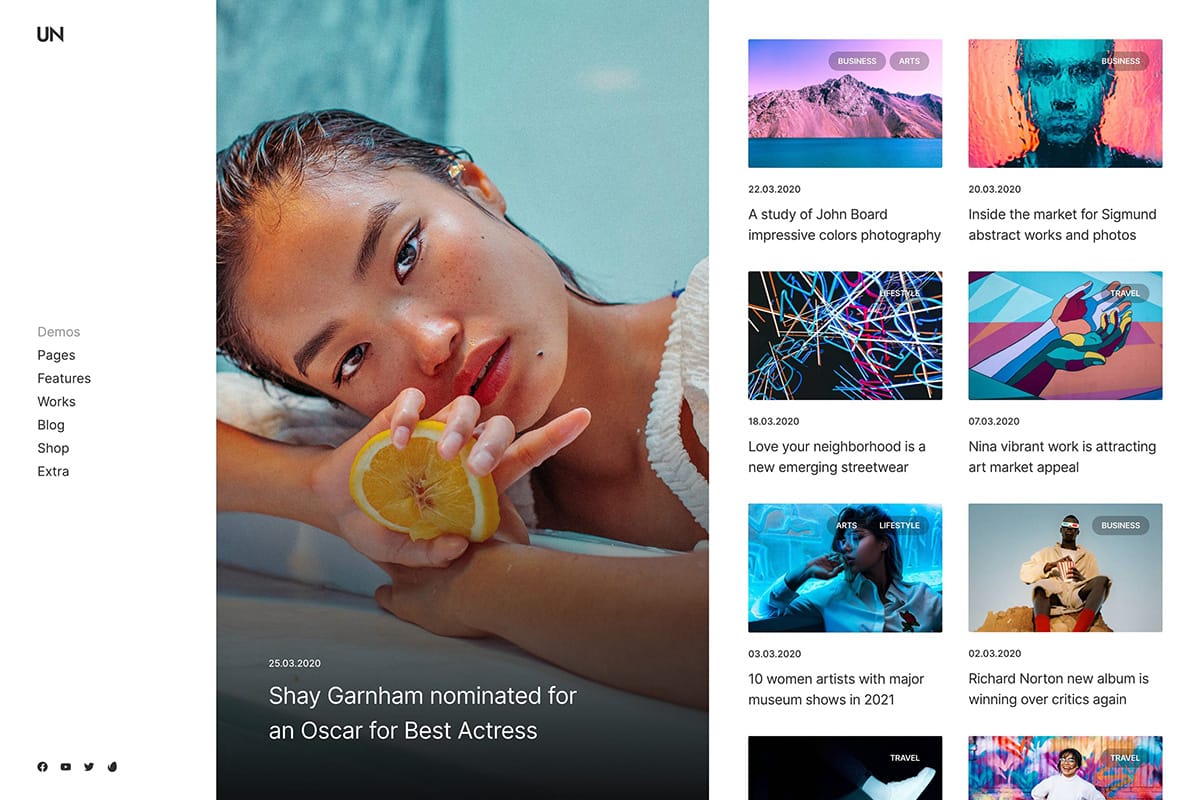 UN
Demos
Pages
Features
Works
Blog
Shop
Extra
25.03.2020
Shay Garnham nominated for
an Oscar for Best Actress
BUSINESS ARTS
22.03.2020
A study of John Board
impressive colors photography
BUSINESS
20.03.2020
Inside the market for Sigmund
abstract works and photos
LIFESTYLE
18.03.2020
Love your neighborhood is a
new emerging streetwear
TRAVEL
07.03.2020
Nina vibrant work is attracting
art market appeal
ARTS LIFESTYLE
03.03.2020
10 women artists with major
museum shows in 2021
BUSINESS
02.03.2020
Richard Norton new album is
winning over critics again
TRAVEL
TRAVEL